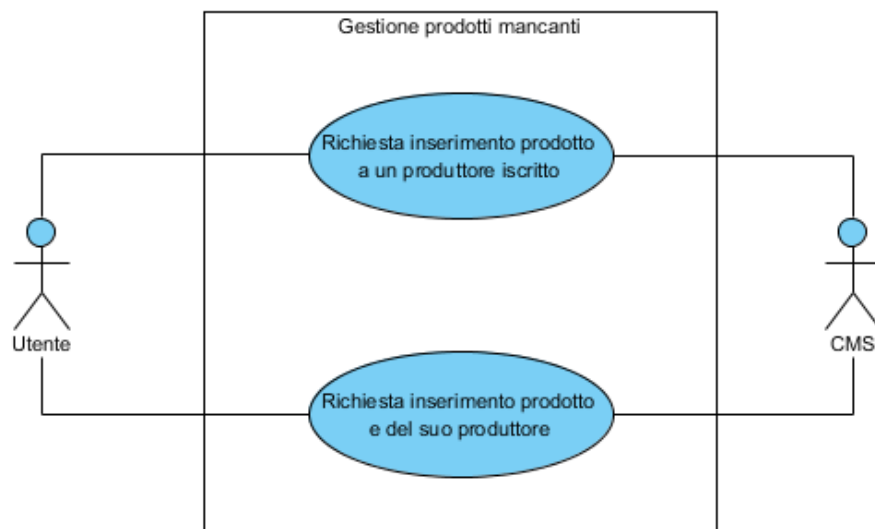 Gestione prodotti mancanti
Richiesta inserimento prodotto
a un produttore iscritto
Utente
CMS
Richiesta inserimento prodotto
e del suo produttore